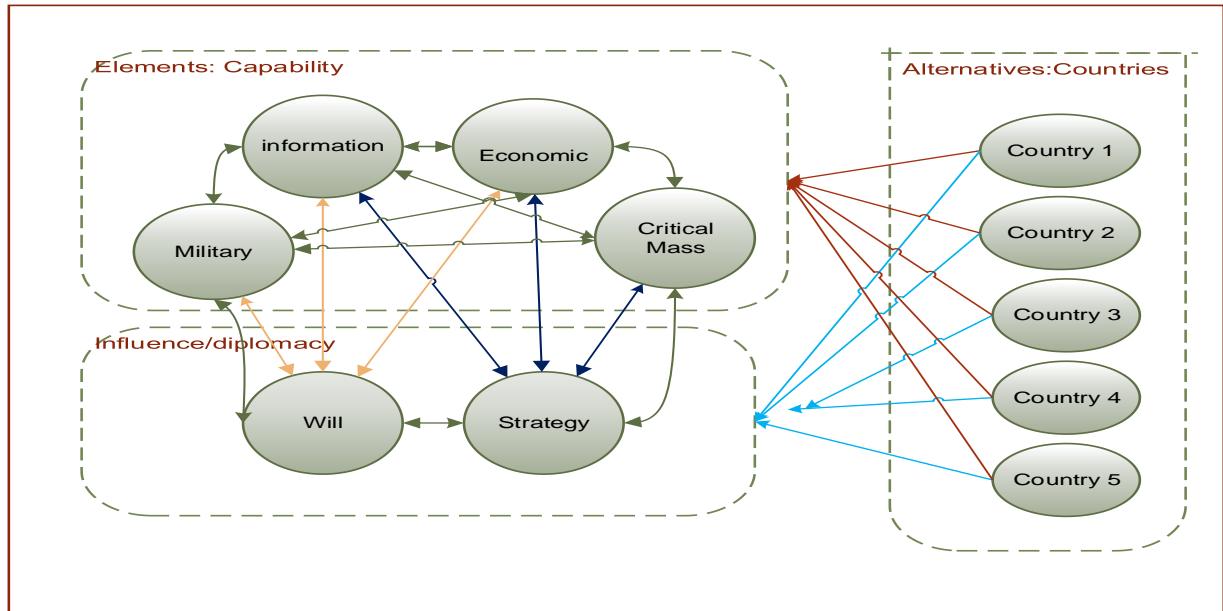 Elements: Capability
information
Economic
Military
Critical
Mass
Influence/diplomacy
Will
Strategy
Alternatives:Countries
Country 1
Country 2
Country 3
Country 4
Country 5